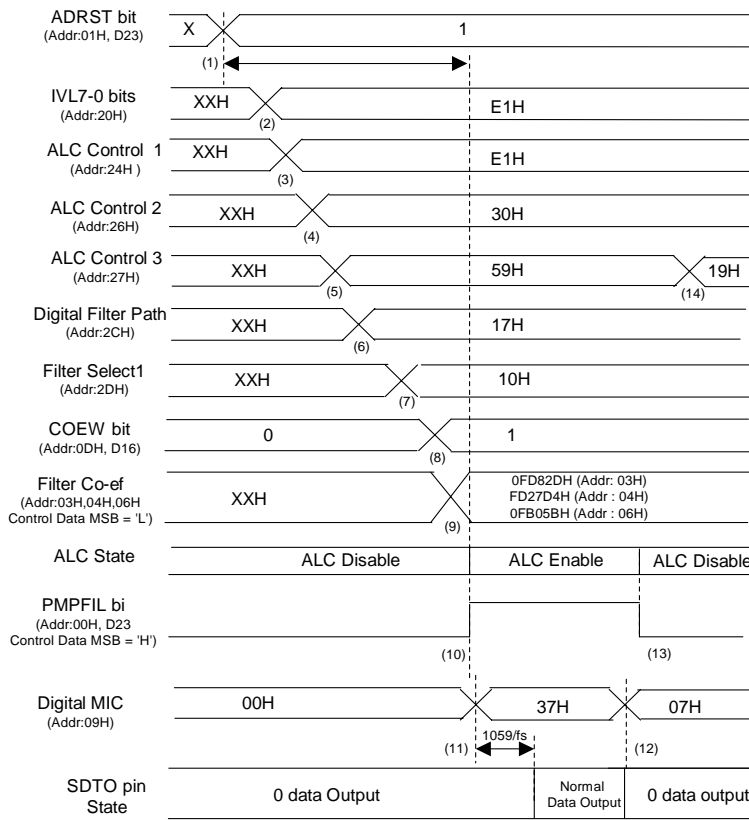 ADRST bit
(Addr:01H, D23)
X
1
(1)
IVL7-0 bits
(Addr:20H)
XXH
E1H
(2)
ALC Control 1
(Addr:24H )
XXH
E1H
(3)
ALC Control 2
(Addr:26H)
XXH
30H
(4)
ALC Control 3
(Addr:27H)
XXH
59H
19H
(5)
(14)
Digital Filter Path
(Addr:2CH)
XXH
17H
(6)
Filter Select1
(Addr:2DH)
XXH
10H
(7)
COEW bit
(Addr:0DH, D16)
0
1
(8)
Filter Co-ef
(Addr:03H,04H,06H
Control Data MSB = 'L')
XXH
0FD82DH (Addr: 03H)
FD27D4H (Addr : 04H)
0FB05BH (Addr : 06H)
(9)
ALC State
ALC Disable
ALC Enable
ALC Disable
PMPFIL bi
(Addr:00H, D23
Control Data MSB = 'H')
(10)
(13)
Digital MIC
(Addr:09H)
00H
37H
07H
(11)
1059/fs
(12)
SDTO pin
State
0 data Output
Normal
Data Output
0 data output